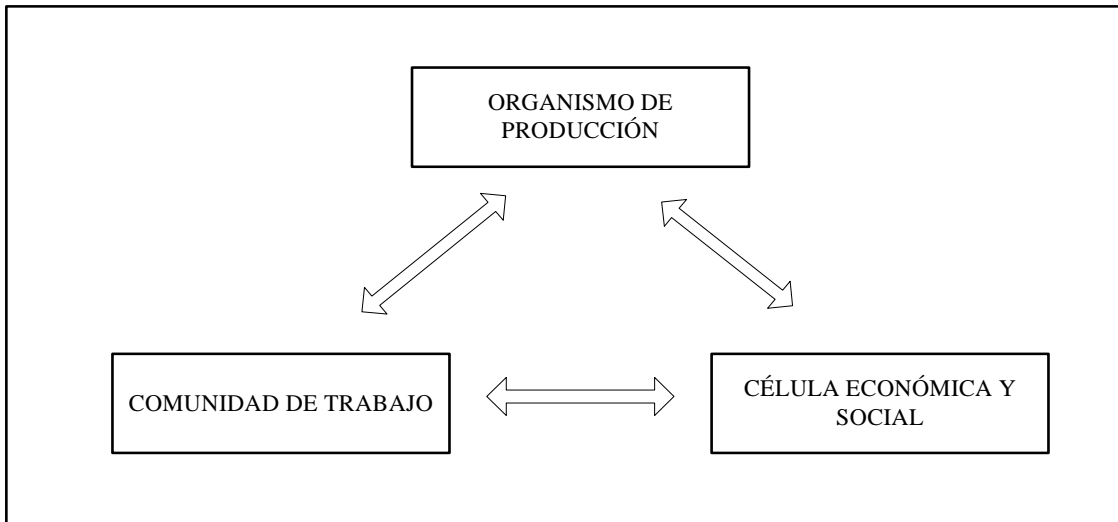 ORGANISMO DE
PRODUCCIÓN
COMUNIDAD DE TRABAJO
CÉLULA ECONÓMICA Y
SOCIAL